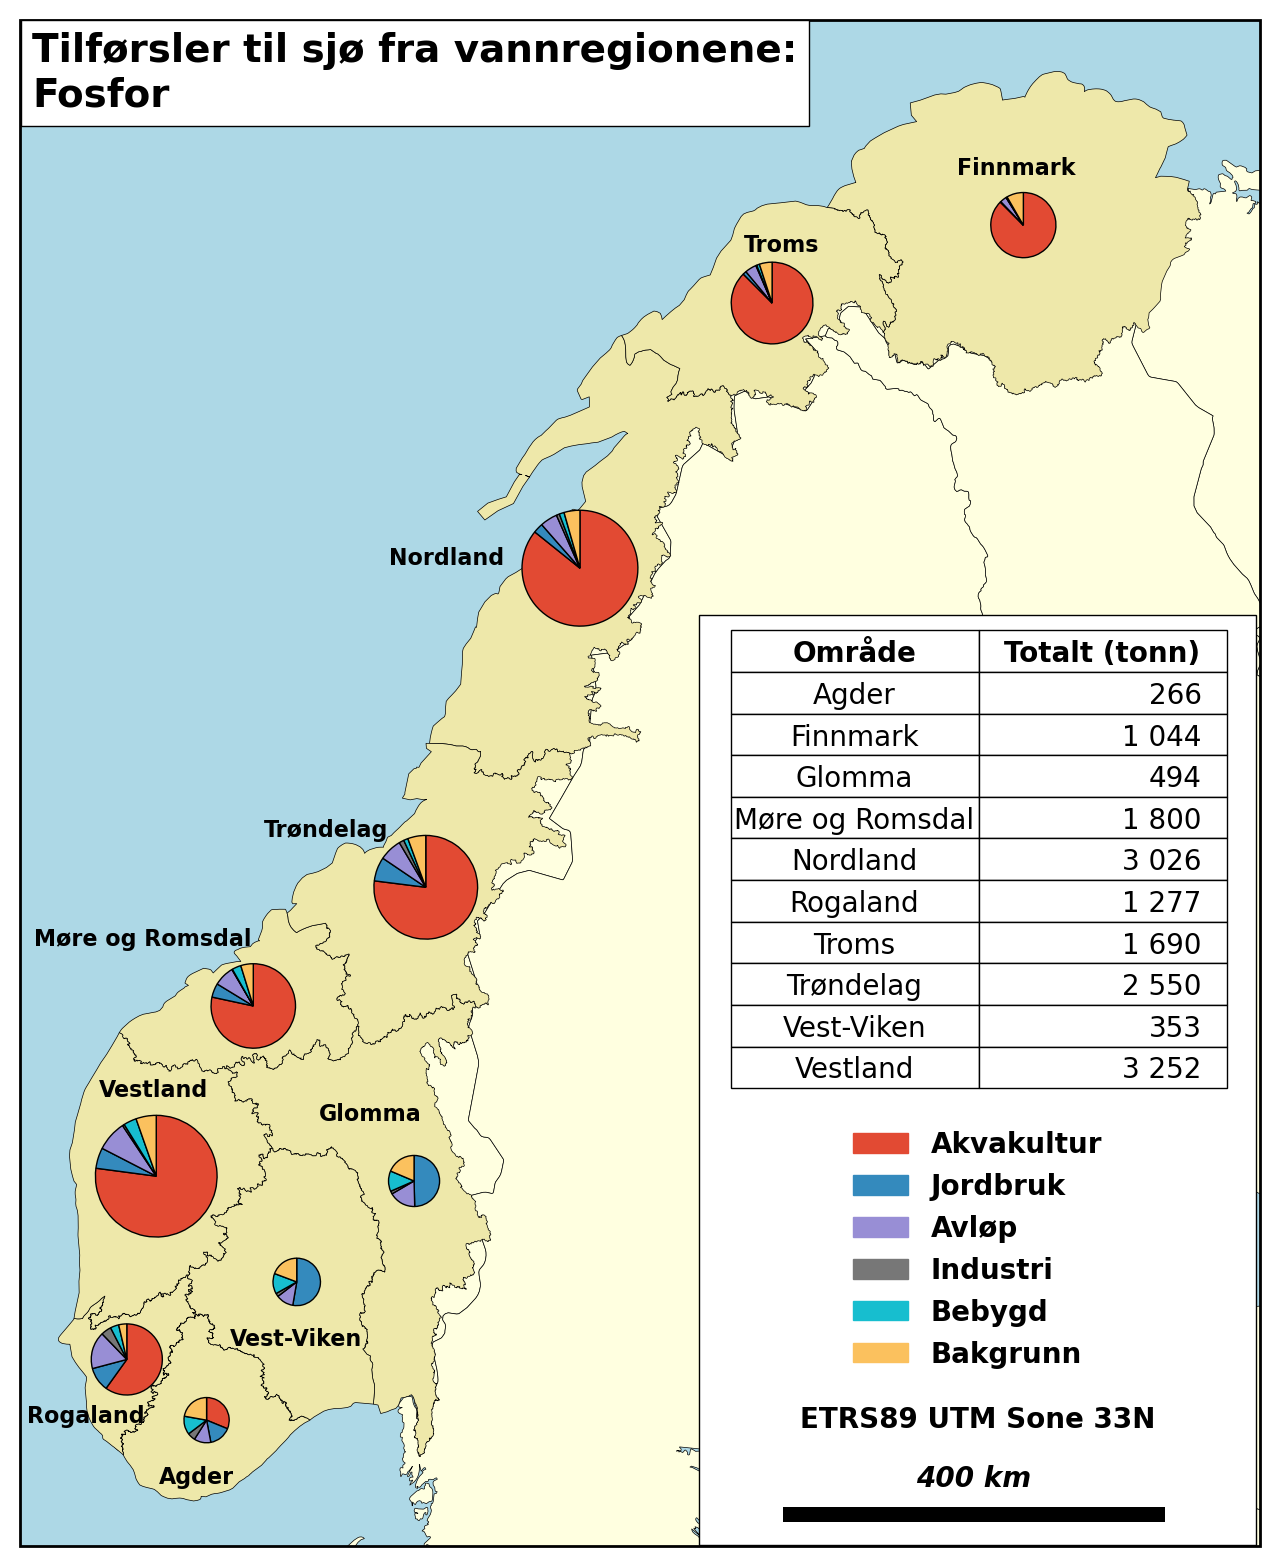 Tilførsler til sjø fra vannregionene:
Fosfor
Finnmark
Troms
Nordland
Trøndelag
Møre og Romsdal
Vestland
Glomma
Vest-Viken
Rogaland
Agder
Område Totalt (tonn)
Agder 266
Finnmark 1 044
Glomma 494
Møre og Romsdal 1 800
Nordland 3 026
Rogaland 1 277
Troms 1 690
Trøndelag 2 550
Vest-Viken 353
Vestland 3 252
Akvakultur
Jordbruk
Avløp
Industri
Bebygd
Bakgrunn
ETRS89 UTM Sone 33N
400 km